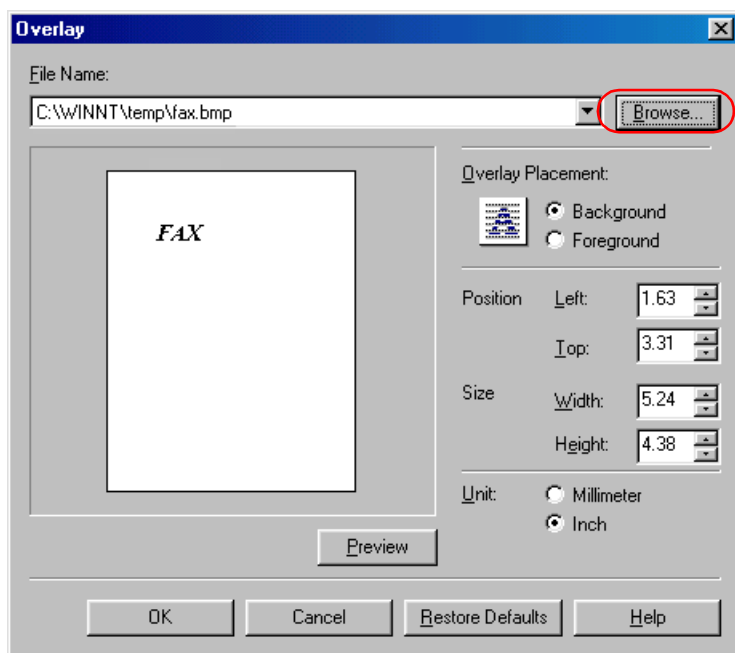 Overlay
File Name:
C:\WINNT\temp\fax.bmp
Browse...
FAX
Overlay Placement:
Background
Foreground
Position Left: 1.63
Top: 3.31
Size Width: 5.24
Height: 4.38
Unit: Millimeter
Inch
Preview
OK Cancel Restore Defaults Help